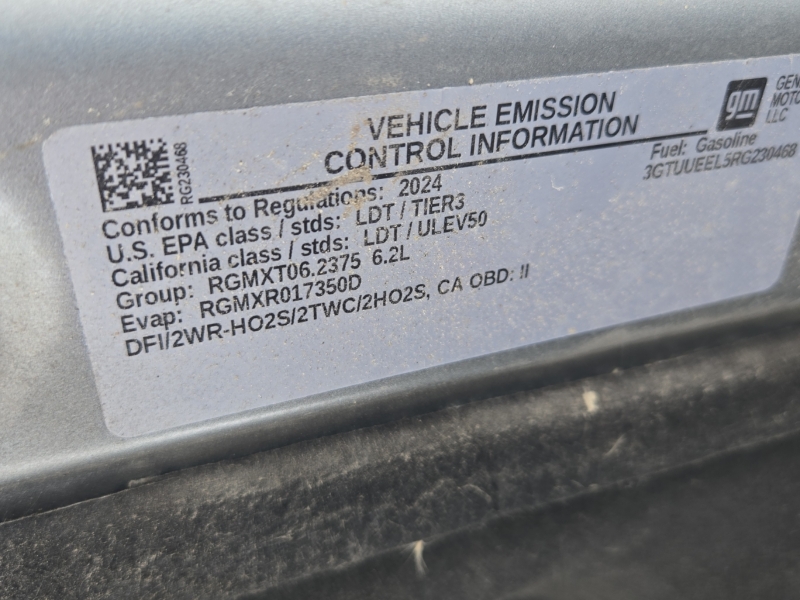 VEHICLE EMISSION
CONTROL INFORMATION
gm
GENE
MOTO
LLC
RG230468
Fuel: Gasoline
3GTUUEEL5RG230468
Conforms to Regulations: 2024
U.S. EPA class / stds: LDT / TIER3
California class / stds: LDT / ULEV50
Group: RGMXT06.2375 6.2L
Evap: RGMXR017350D
DFI/2WR-HO2S/2TWC/2HO2S, CA OBD: II